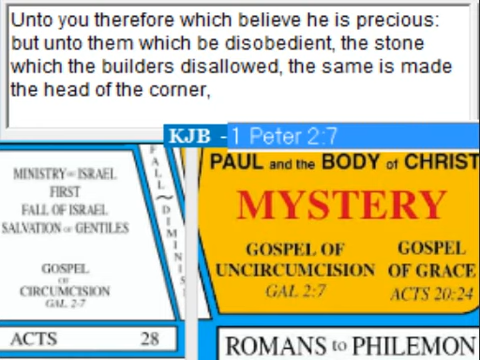 Unto you therefore which believe he is precious:
but unto them which be disobedient, the stone
which the builders disallowed, the same is made
the head of the corner,
KJB - 1 Peter 2:7
MINISTRY to ISRAEL
FIRST
FALL OF ISRAEL
SALVATION of GENTILES
GOSPEL
OF
CIRCUMCISION
GAL 2-7
ACTS 28
FALL ~ DIMINIS
PAUL and the BODY of CHRIST
MYSTERY
GOSPEL OF
UNCIRCUMCISION
GAL 2:7
GOSPEL
OF GRACE
ACTS 20:24
ROMANS to PHILEMON